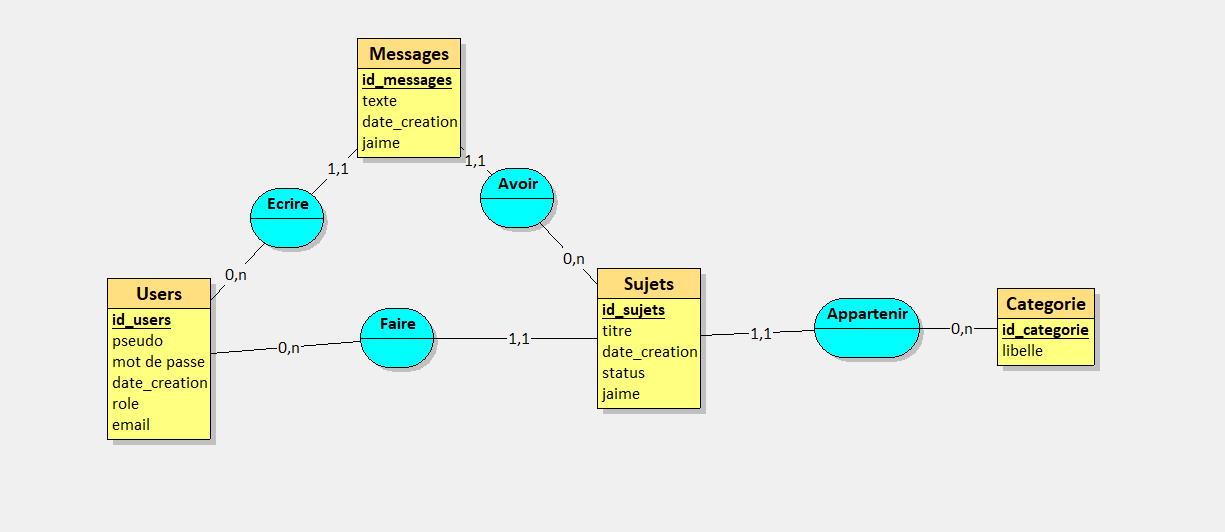 Messages
id_messages
texte
date_creation
jaime
1,1
1,1
Avoir
Ecrire
0,n
0,n
Users
id_users
pseudo
mot de passe
date_creation
role
email
0,n
Faire
1,1
Sujets
id_sujets
titre
date_creation
status
jaime
1,1
Appartenir
0,n
Categorie
id_categorie
libelle